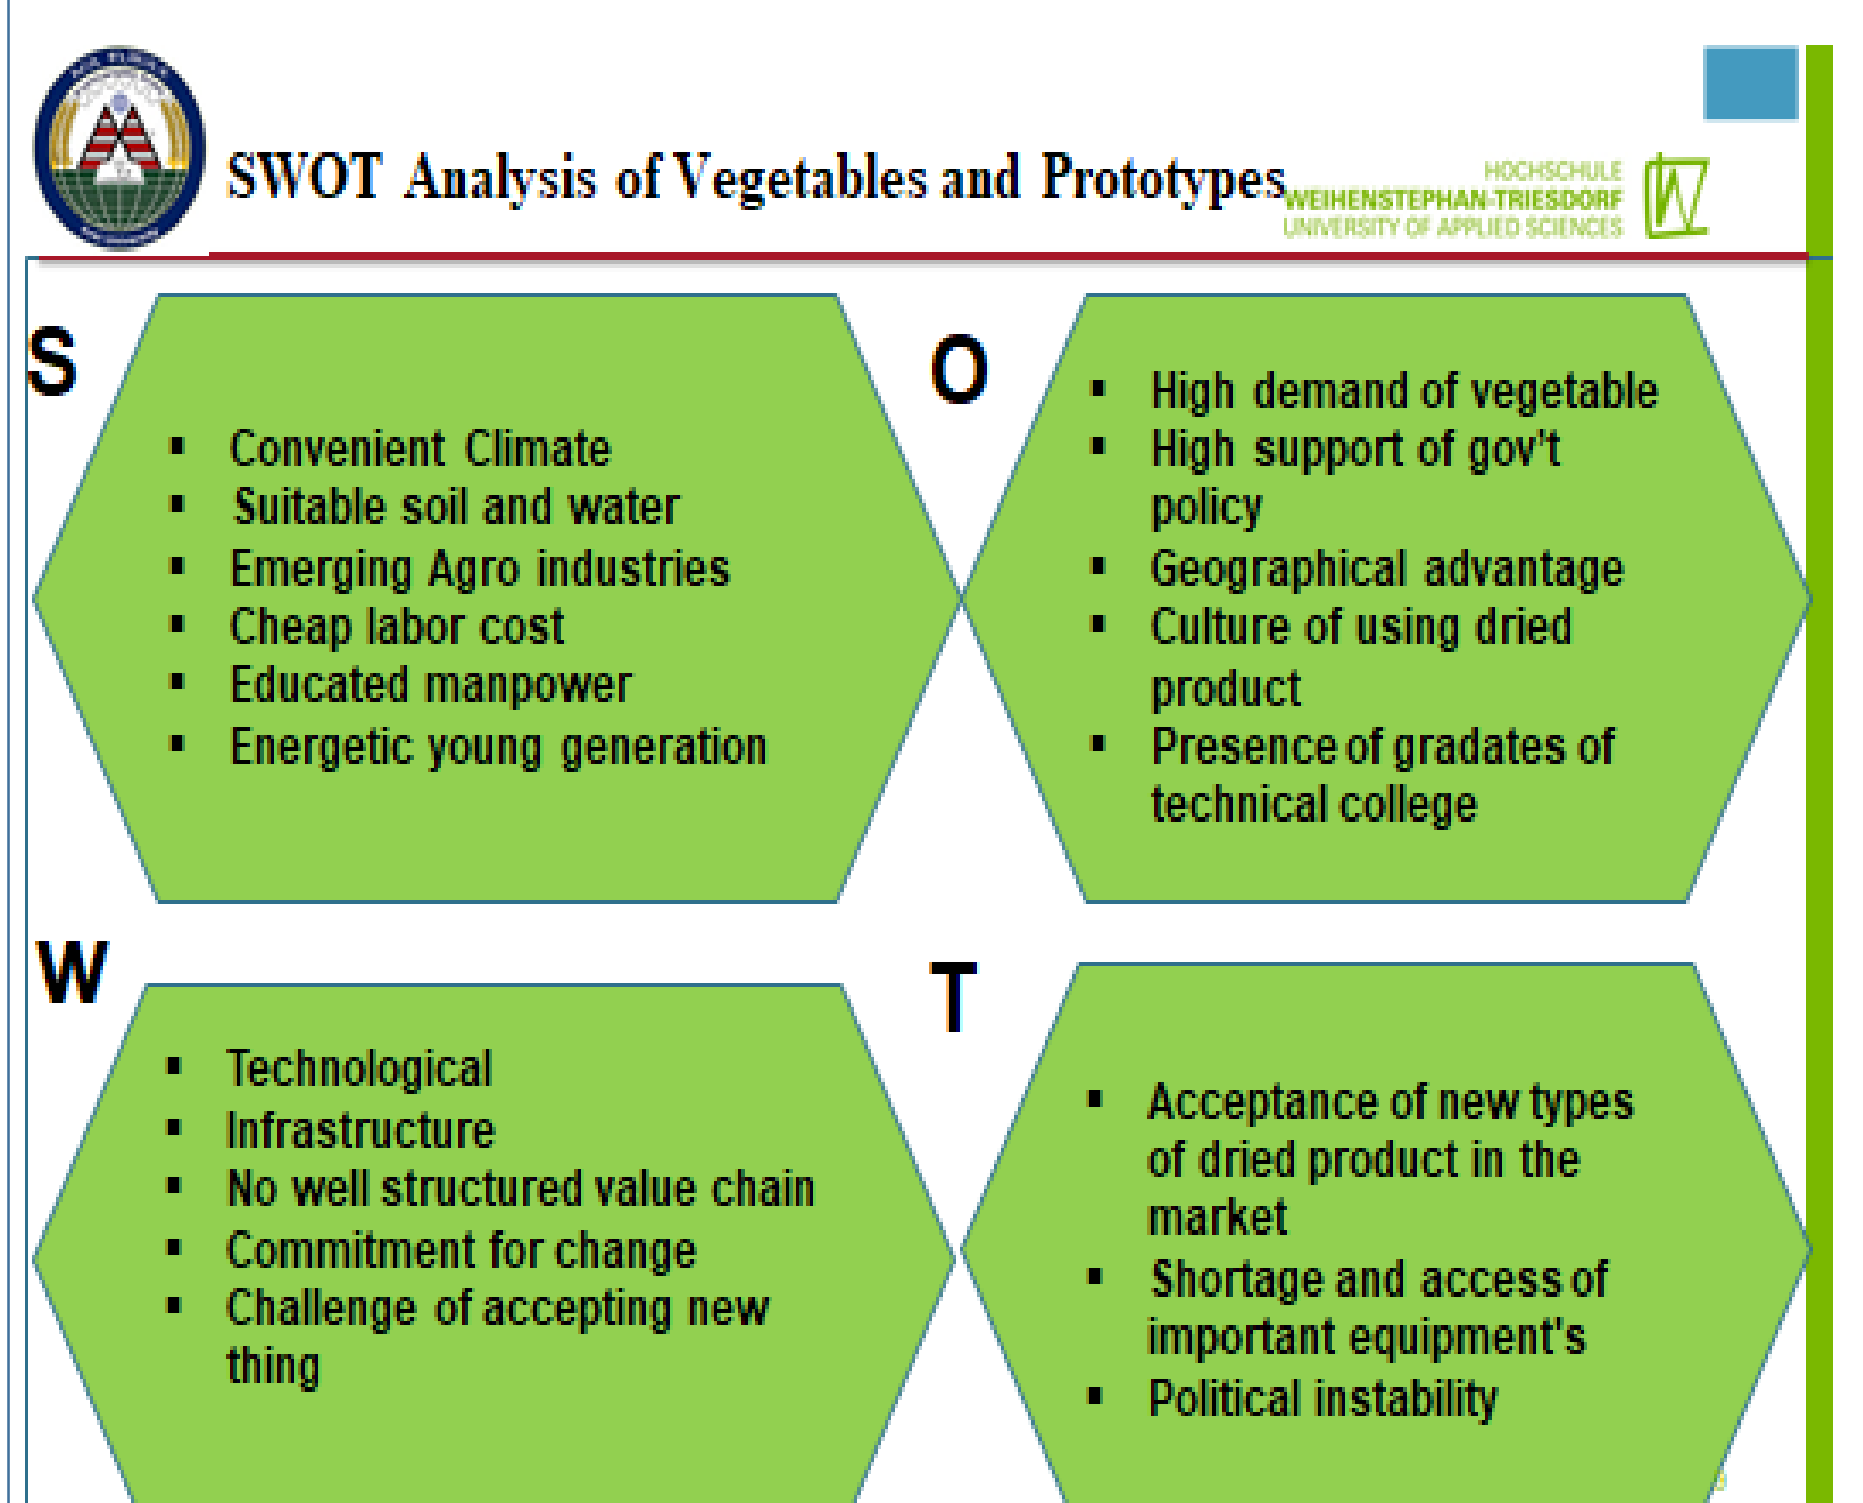 SWOT Analysis of Vegetables and Prototypes
HOCHSCHULE
WEIHENSTEPHAN-TRIESDORF
UNIVERSITY OF APPLIED SCIENCES
S
▪ Convenient Climate
▪ Suitable soil and water
▪ Emerging Agro industries
▪ Cheap labor cost
▪ Educated manpower
▪ Energetic young generation
O
▪ High demand of vegetable
▪ High support of gov't
policy
▪ Geographical advantage
▪ Culture of using dried
product
▪ Presence of gradates of
technical college
W
▪ Technological
▪ Infrastructure
▪ No well structured value chain
▪ Commitment for change
▪ Challenge of accepting new
thing
T
▪ Acceptance of new types
of dried product in the
market
▪ Shortage and access of
important equipment's
▪ Political instability